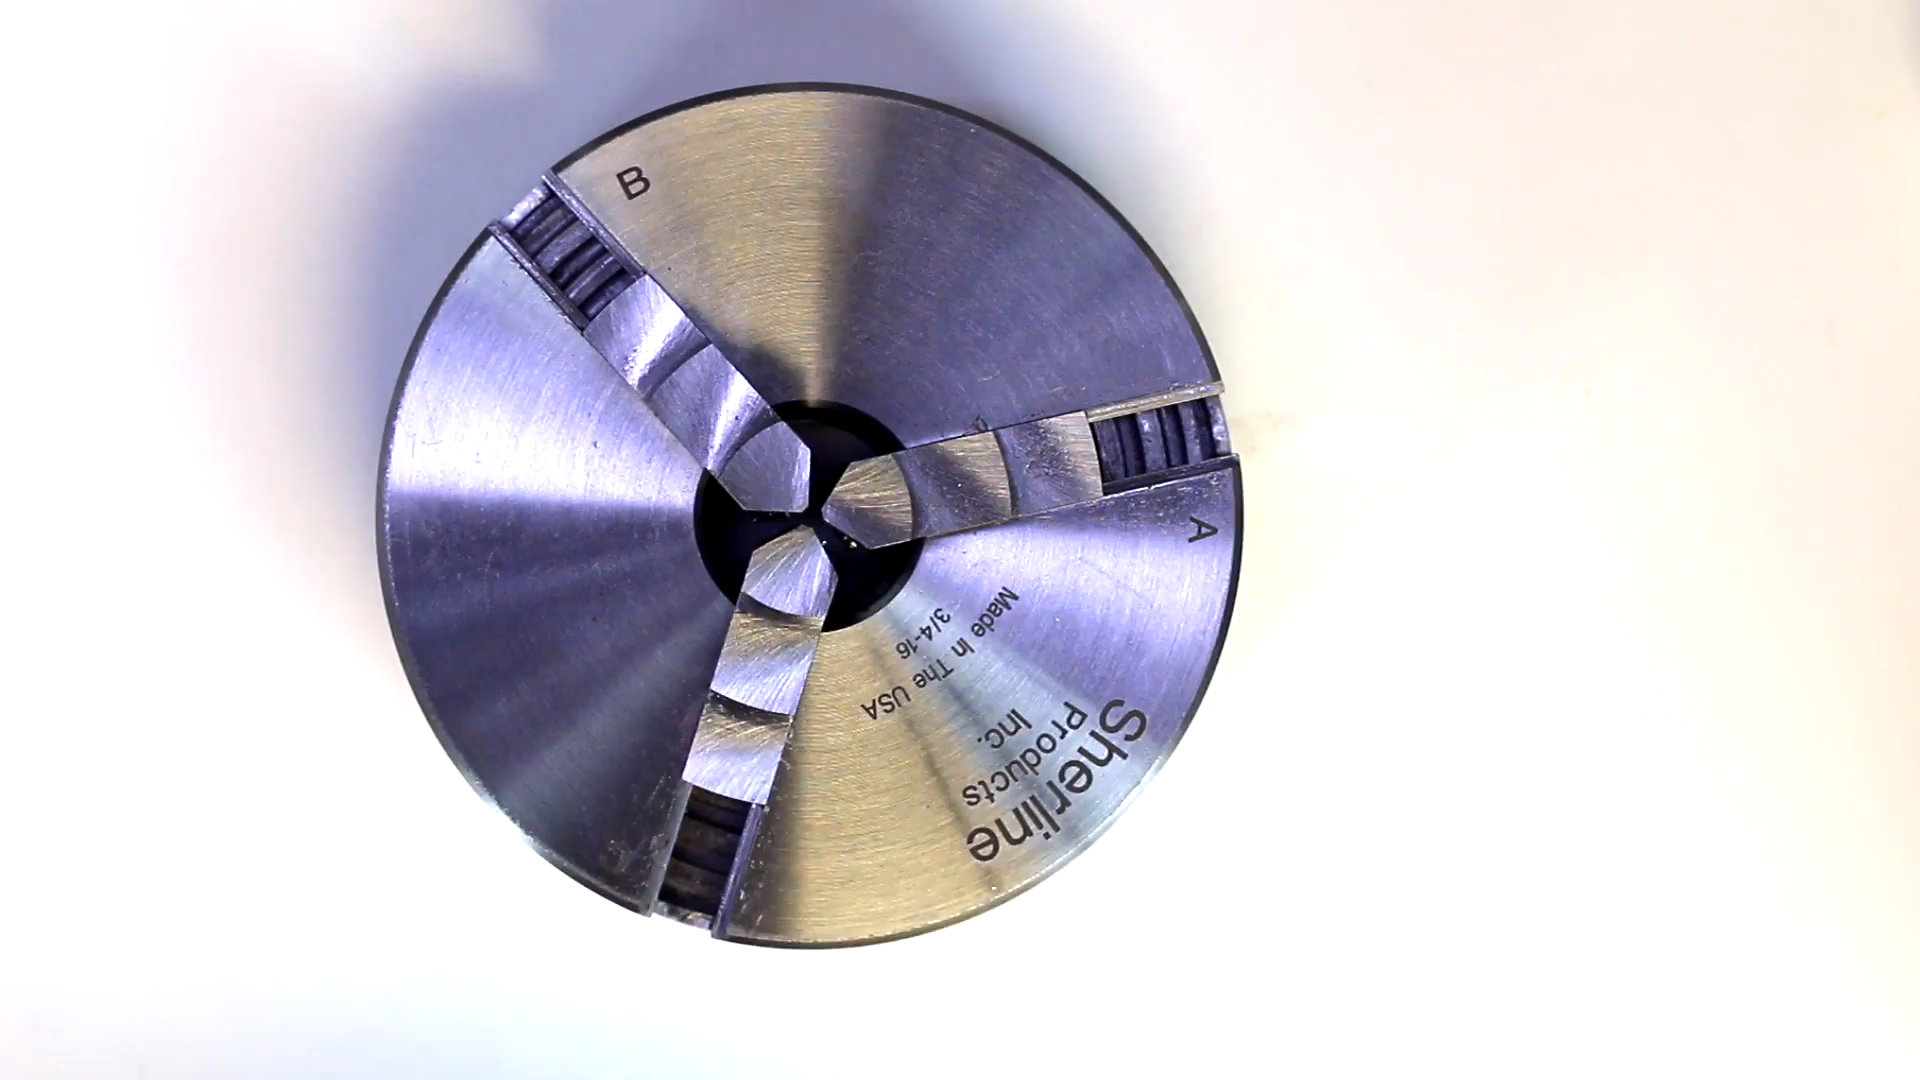 B
A
Sherline
Products
Inc.
Made In The USA
3/4-16